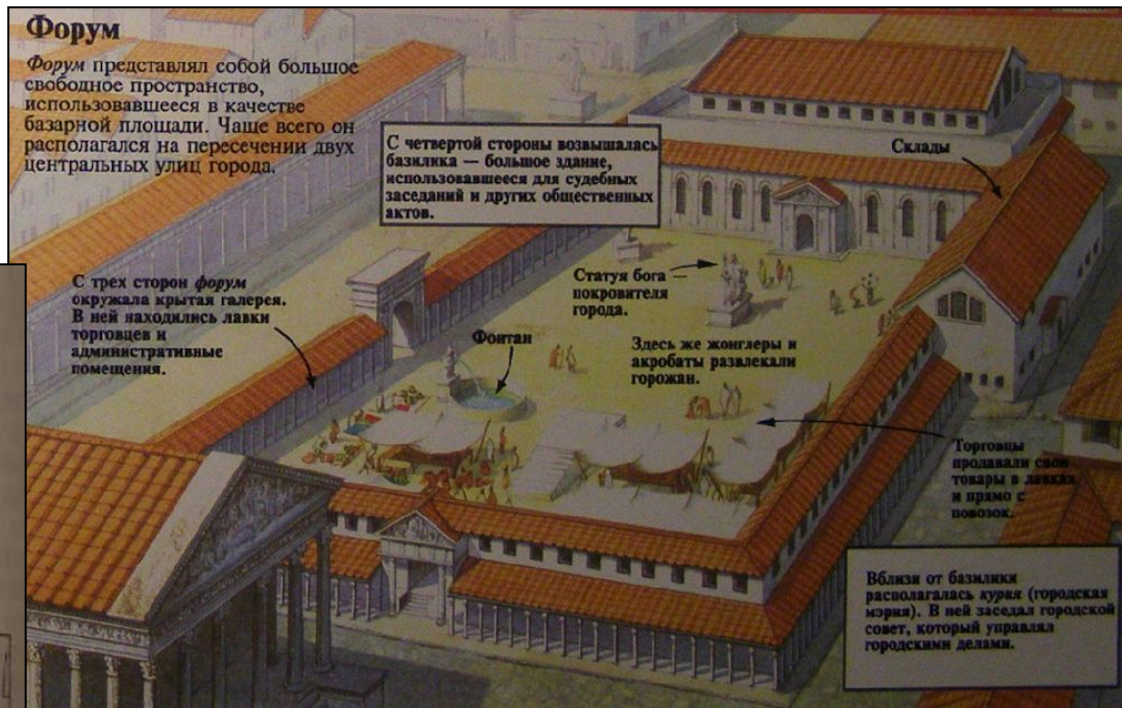 Форум
Форум представлял собой большое
свободное пространство,
использовавшееся в качестве
базарной площади. Чаше всего он
располагался на пересечении двух
центральных улиц города.
С четвертой стороны возвышалась
базилика — большое здание,
использовавшееся для судебных
заседаний и других общественных
актов.
Склады
С трех сторон форум
окружала крытая галерея.
В ней находились лавки
торговцев и
административные
помещения.
Фонтан
Статуя бога —
покровителя
города.
Здесь же жонглеры и
акробаты развлекали
горожан.
Торговцы
продавали свои
товары в лавках
и прямо с
повозок.
Вблизи от базилики
располагалась курия (городская
мэрия). В ней заседал городской
совет, который управлял
городскими делами.